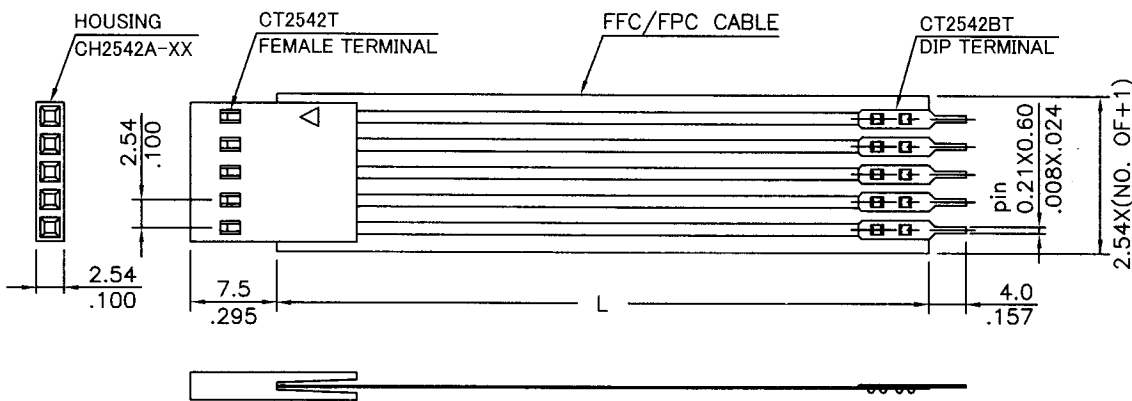 HOUSING
CH2542A-XX
CT2542T
FEMALE TERMINAL
FFC/FPC CABLE
CT2542BT
DIP TERMINAL
2.54
.100
pin
0.21X0.60
.008X.024
2.54X(NO. OF+1)
2.54
.100
7.5
.295
L
4.0
.157